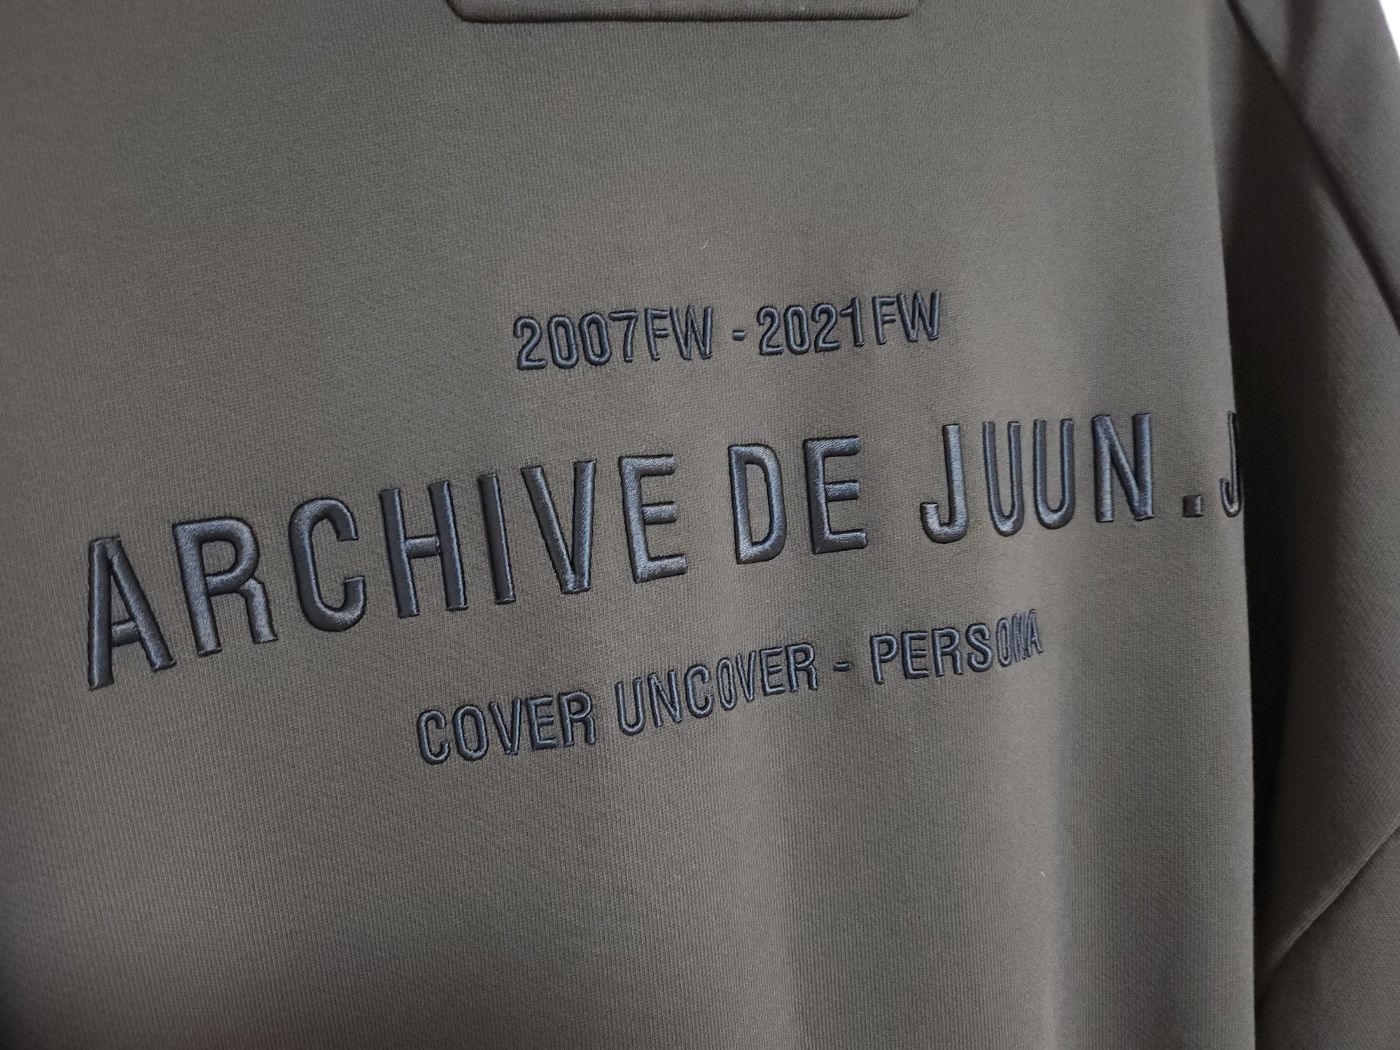 2007FW - 2021FW
ARCHIVE DE JUUN.J
COVER UNCOVER - PERSONA